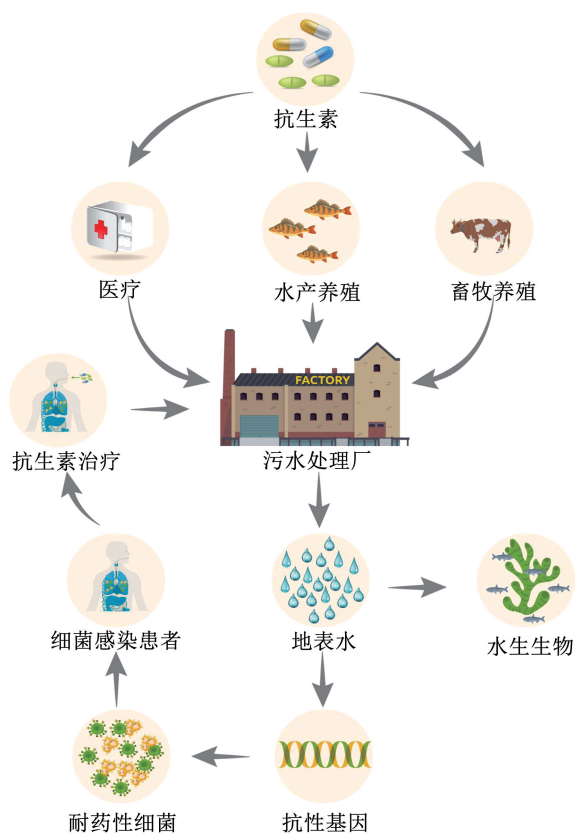 抗生素
医疗
水产养殖
畜牧养殖
FACTORY
抗生素治疗
污水处理厂
细菌感染患者
地表水
水生生物
耐药性细菌
抗性基因